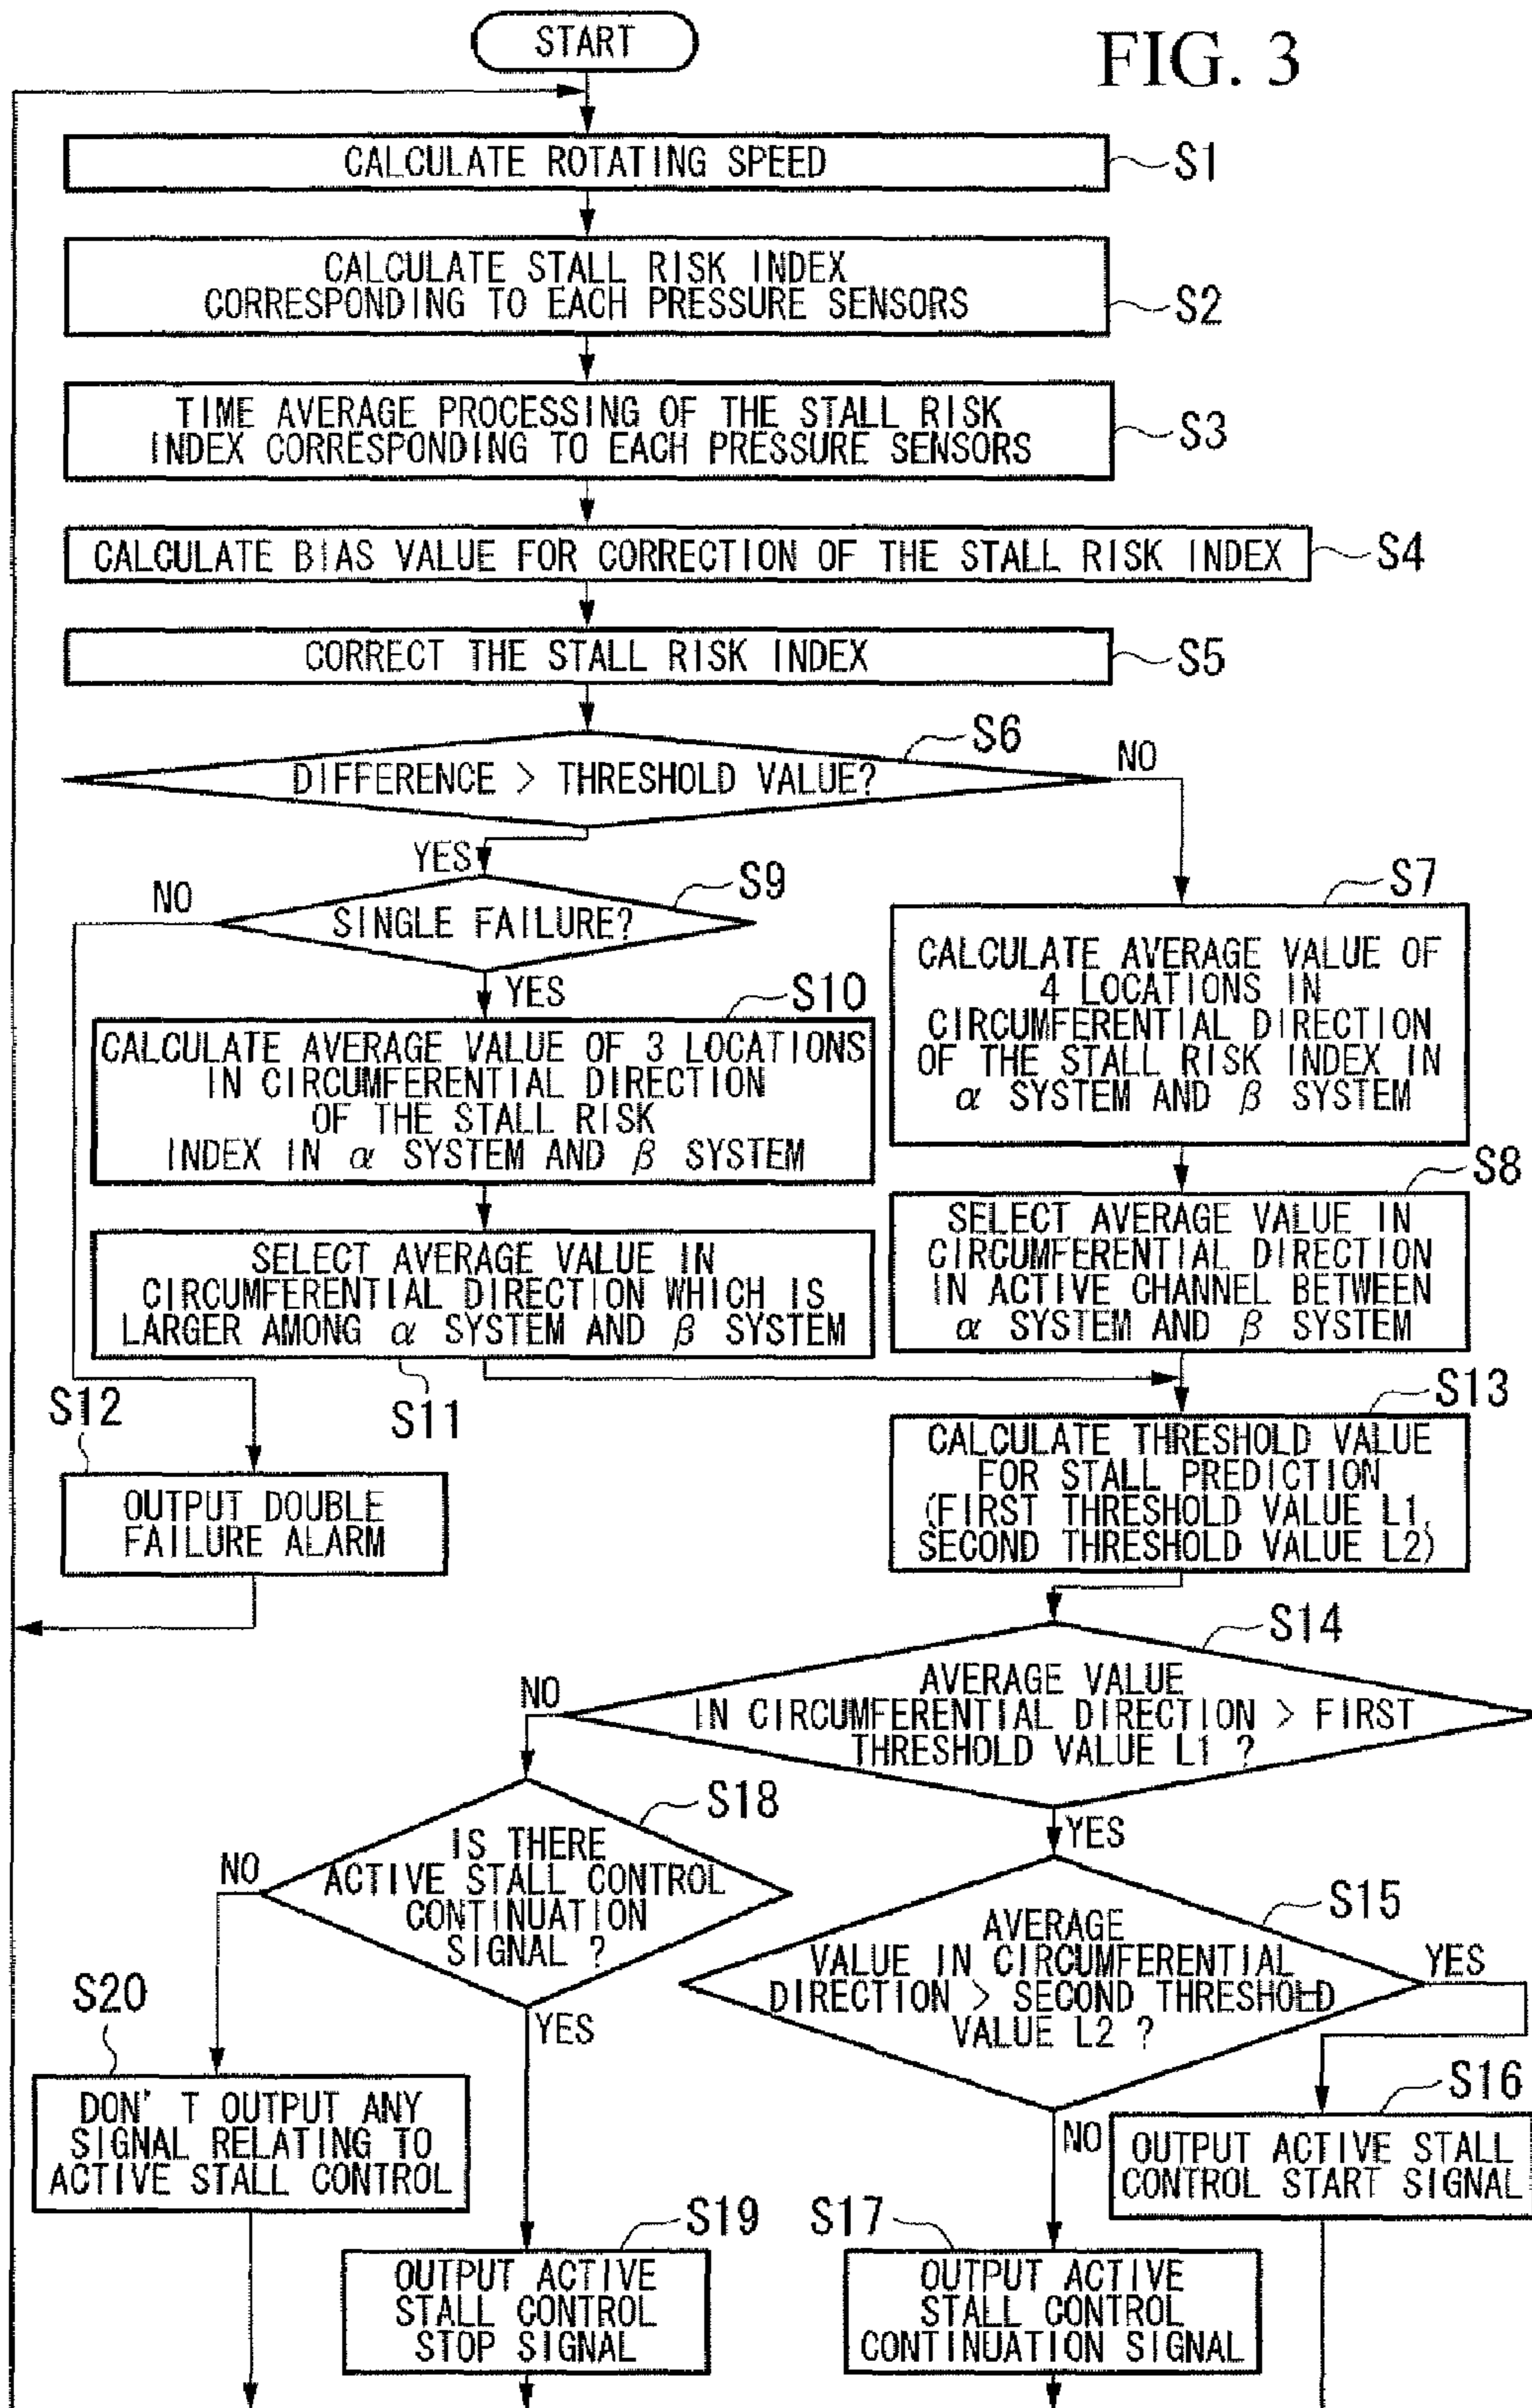 START
FIG. 3
CALCULATE ROTATING SPEED
S1
CALCULATE STALL RISK INDEX
CORRESPONDING TO EACH PRESSURE SENSORS
S2
TIME AVERAGE PROCESSING OF THE STALL RISK
INDEX CORRESPONDING TO EACH PRESSURE SENSORS
S3
CALCULATE BIAS VALUE FOR CORRECTION OF THE STALL RISK INDEX
S4
CORRECT THE STALL RISK INDEX
S5
S6
DIFFERENCE > THRESHOLD VALUE?
NO
YES
S9
NO
SINGLE FAILURE?
YES
S7
CALCULATE AVERAGE VALUE OF
4 LOCATIONS IN
CIRCUMFERENTIAL DIRECTION
OF THE STALL RISK INDEX IN
α SYSTEM AND β SYSTEM
S10
CALCULATE AVERAGE VALUE OF 3 LOCATIONS
IN CIRCUMFERENTIAL DIRECTION
OF THE STALL RISK
INDEX IN α SYSTEM AND β SYSTEM
S8
SELECT AVERAGE VALUE IN
CIRCUMFERENTIAL DIRECTION
IN ACTIVE CHANNEL BETWEEN
α SYSTEM AND β SYSTEM
SELECT AVERAGE VALUE IN
CIRCUMFERENTIAL DIRECTION WHICH IS
LARGER AMONG α SYSTEM AND β SYSTEM
S11
S12
OUTPUT DOUBLE
FAILURE ALARM
S13
CALCULATE THRESHOLD VALUE
FOR STALL PREDICTION
(FIRST THRESHOLD VALUE L1,
SECOND THRESHOLD VALUE L2)
S14
AVERAGE VALUE
IN CIRCUMFERENTIAL DIRECTION > FIRST
THRESHOLD VALUE L1 ?
NO
YES
S18
IS THERE
ACTIVE STALL CONTROL
CONTINUATION
SIGNAL ?
NO
YES
S15
AVERAGE
VALUE IN CIRCUMFERENTIAL
DIRECTION > SECOND THRESHOLD
VALUE L2 ?
YES
NO
S20
DON' T OUTPUT ANY
SIGNAL RELATING TO
ACTIVE STALL CONTROL
S16
OUTPUT ACTIVE STALL
CONTROL START SIGNAL
S19
OUTPUT ACTIVE
STALL CONTROL
STOP SIGNAL
S17
OUTPUT ACTIVE
STALL CONTROL
CONTINUATION SIGNAL